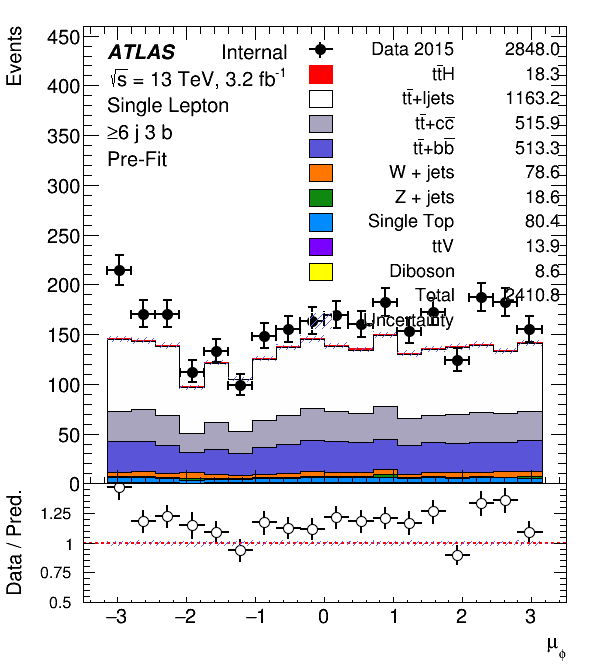 Events
450
400
350
300
250
200
150
100
50
0
ATLAS Internal
√s = 13 TeV, 3.2 fb⁻¹
Single Lepton
≥6 j 3 b
Pre-Fit
Data 2015 2848.0
tt̄H 18.3
tt̄+ljets 1163.2
tt̄+cc̄ 515.9
tt̄+bb̄ 513.3
W + jets 78.6
Z + jets 18.6
Single Top 80.4
ttV 13.9
Diboson 8.6
Total 2410.8
Uncertainty
Data / Pred.
1.25
1
0.75
0.5
−3 −2 −1 0 1 2 3
μ_ϕ